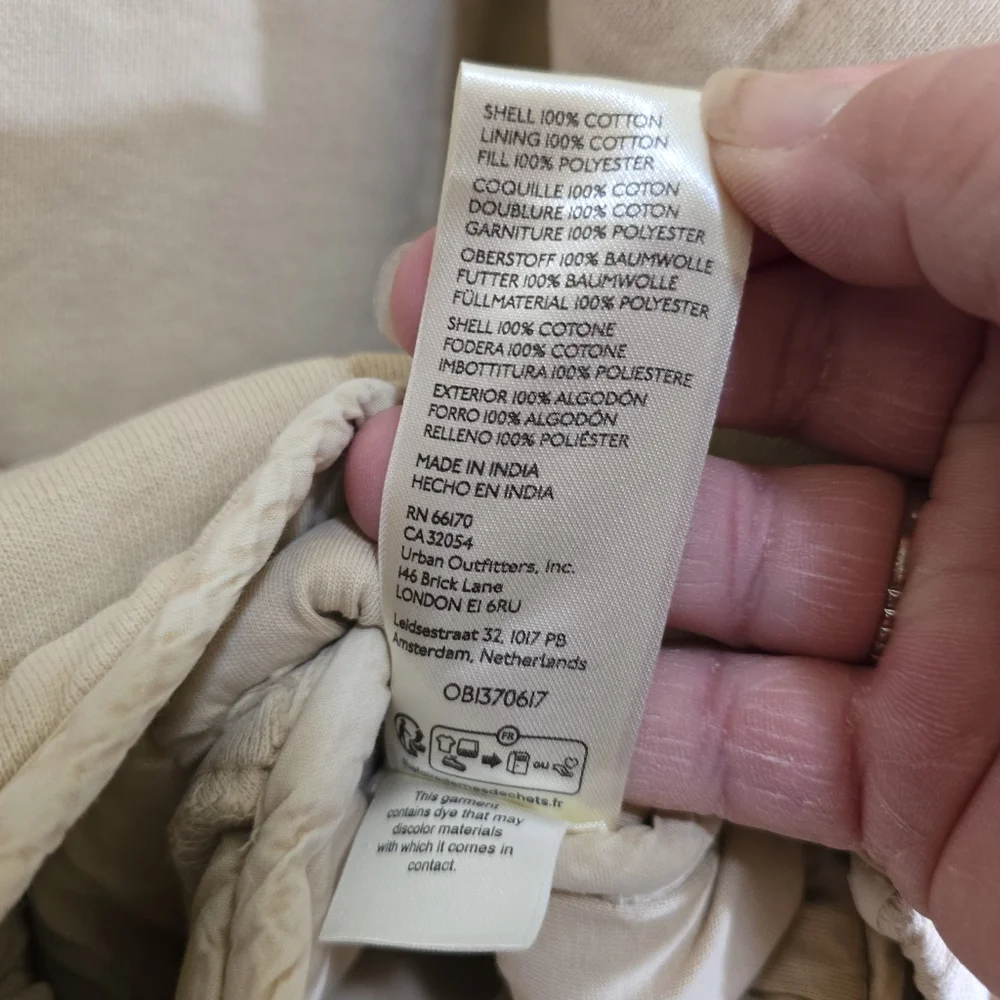 SHELL 100% COTTON
LINING 100% COTTON
FILL 100% POLYESTER
COQUILLE 100% COTON
DOUBLURE 100% COTON
GARNITURE 100% POLYESTER
OBERSTOFF 100% BAUMWOLLE
FUTTER 100% BAUMWOLLE
FÜLLMATERIAL 100% POLYESTER
SHELL 100% COTONE
FODERA 100% COTONE
IMBOTTITURA 100% POLIESTERE
EXTERIOR 100% ALGODÓN
FORRO 100% ALGODÓN
RELLENO 100% POLIÉSTER
MADE IN INDIA
HECHO EN INDIA
RN 66170
CA 32054
Urban Outfitters, Inc.
146 Brick Lane
LONDON E1 6RU
Leidsestraat 32, 1017 PB
Amsterdam, Netherlands
OB1370617
FR
ou
This garment
contains dye that may
discolor materials
with which it comes in
contact.